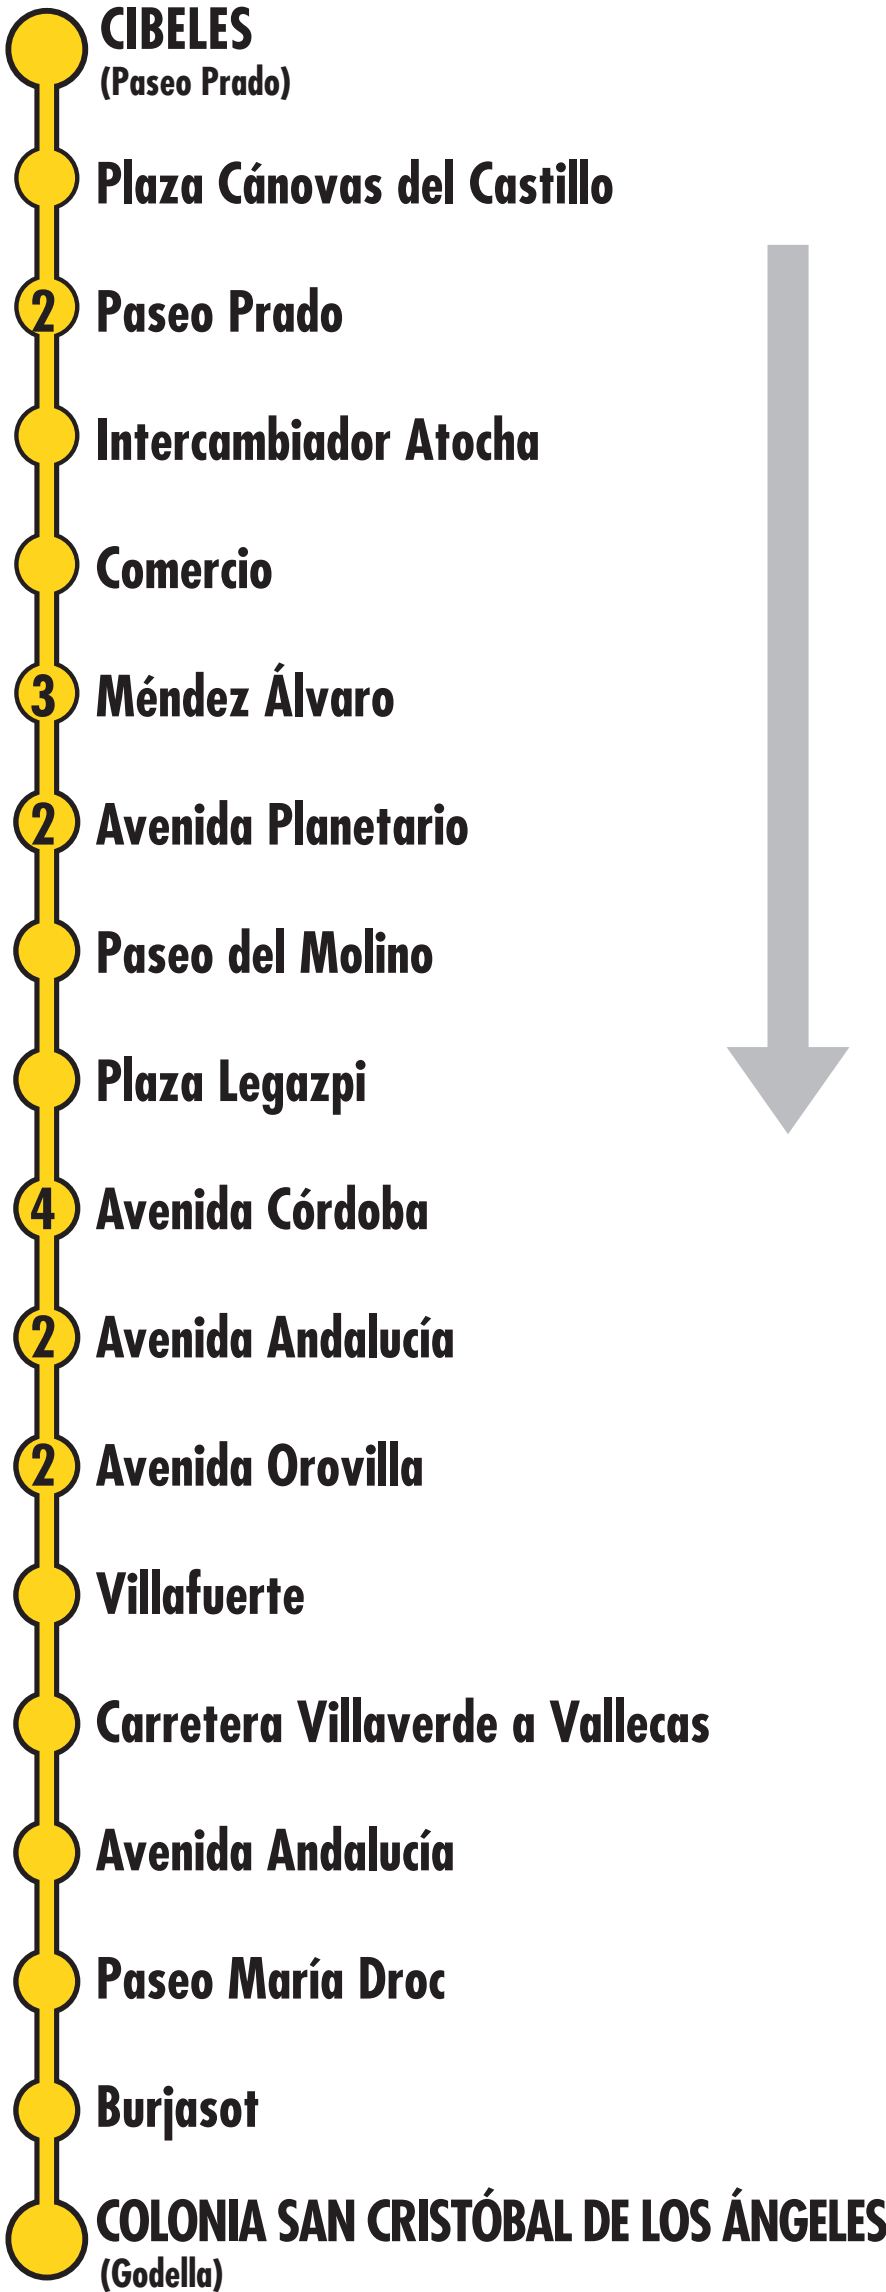 CIBELES
(Paseo Prado)
Plaza Cánovas del Castillo
2 Paseo Prado
Intercambiador Atocha
Comercio
3 Méndez Álvaro
2 Avenida Planetario
Paseo del Molino
Plaza Legazpi
4 Avenida Córdoba
2 Avenida Andalucía
2 Avenida Orovilla
Villafuerte
Carretera Villaverde a Vallecas
Avenida Andalucía
Paseo María Droc
Burjasot
COLONIA SAN CRISTÓBAL DE LOS ÁNGELES
(Godella)